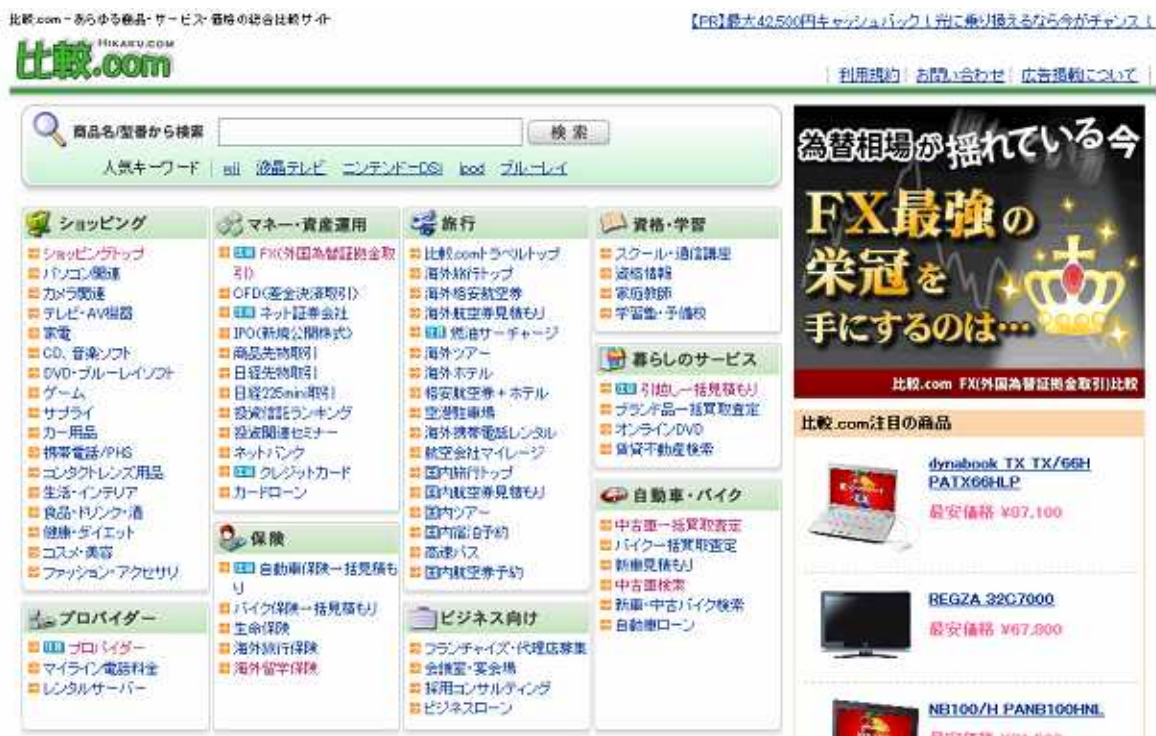 比較.com - あらゆる商品・サービス・価格の総合比較サイト
【PR】最大42,500円キャッシュバック!光に乗り換えるなら今がチャンス!
HIKAKU.COM
比較.com
利用規約 | お問い合わせ | 広告掲載について
商品名/型番から検索
検 索
人気キーワード | wii 液晶テレビ ニンテンドーDSi ipod ブルーレイ
ショッピング
ショッピングトップ
パソコン関連
カメラ関連
テレビ・AV機器
家電
CD、音楽ソフト
DVD・ブルーレイソフト
ゲーム
サプライ
カー用品
携帯電話/PHS
コンタクトレンズ用品
生活・インテリア
食品・ドリンク・酒
健康・ダイエット
コスメ・美容
ファッション・アクセサリ
プロバイダー
注目 プロバイダー
マイライン電話料金
レンタルサーバー
マネー・資産運用
注目 FX(外国為替証拠金取
引)
CFD(差金決済取引)
注目 ネット証券会社
IPO(新規公開株式)
商品先物取引
日経先物取引
日経225mini取引
投資信託ランキング
投資関連セミナー
ネットバンク
注目 クレジットカード
カードローン
保険
注目 自動車保険一括見積も
り
バイク保険一括見積もり
生命保険
海外旅行保険
海外留学保険
旅行
比較.comトラベルトップ
海外旅行トップ
海外格安航空券
海外航空券見積もり
注目 燃油サーチャージ
海外ツアー
海外ホテル
格安航空券+ホテル
空港駐車場
海外携帯電話レンタル
航空会社マイレージ
国内旅行トップ
国内航空券見積もり
国内ツアー
国内宿泊予約
高速バス
国内航空券予約
ビジネス向け
フランチャイズ・代理店募集
会議室・宴会場
採用コンサルティング
ビジネスローン
資格・学習
スクール・通信講座
資格情報
家庭教師
学習塾・予備校
暮らしのサービス
注目 引越し一括見積もり
ブランド品一括買取査定
オンラインDVD
賃貸不動産検索
自動車・バイク
中古車一括買取査定
バイク一括買取査定
新車見積もり
中古車検索
新車・中古バイク検索
自動車ローン
為替相場が揺れている今
FX最強の
栄冠を
手にするのは…
比較.com FX(外国為替証拠金取引)比較
比較.com注目の商品
dynabook TX TX/66H
PATX66HLP
最安価格 ¥87,100
REGZA 32C7000
最安価格 ¥67,800
NB100/H PANB100HNL